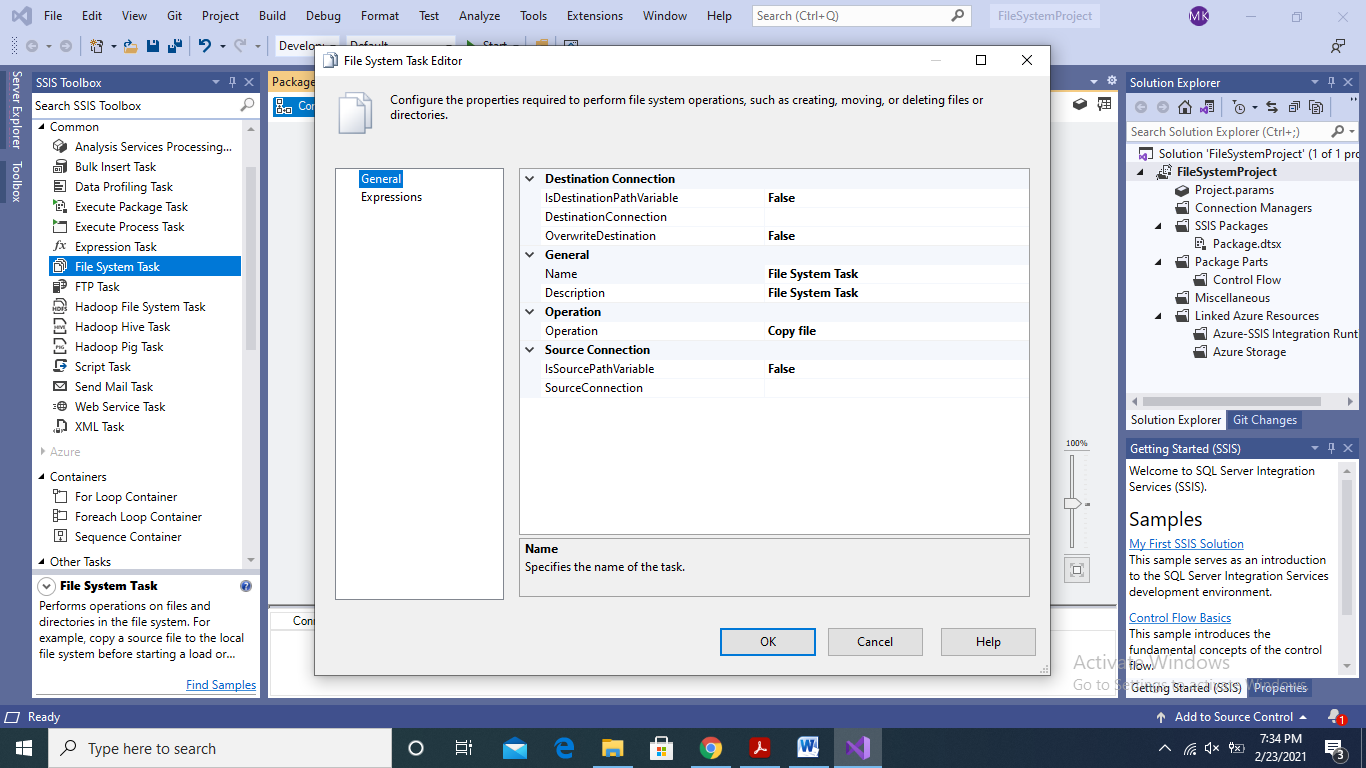 File Edit View Git Project Build Debug Format Test Analyze Tools Extensions Window Help Search (Ctrl+Q) FileSystemProject MK
Start
Server Explorer
Toolbox
SSIS Toolbox
Search SSIS Toolbox
Common
Analysis Services Processing...
Bulk Insert Task
Data Profiling Task
Execute Package Task
Execute Process Task
Expression Task
File System Task
FTP Task
Hadoop File System Task
Hadoop Hive Task
Hadoop Pig Task
Script Task
Send Mail Task
Web Service Task
XML Task
Azure
Containers
For Loop Container
Foreach Loop Container
Sequence Container
Other Tasks
File System Task
Performs operations on files and
directories in the file system. For
example, copy a source file to the local
file system before starting a load or...
Find Samples
Package
File System Task Editor
Configure the properties required to perform file system operations, such as creating, moving, or deleting files or
directories.
General
Expressions
Destination Connection
IsDestinationPathVariable False
DestinationConnection
OverwriteDestination False
General
Name File System Task
Description File System Task
Operation
Operation Copy file
Source Connection
IsSourcePathVariable False
SourceConnection
Name
Specifies the name of the task.
OK Cancel Help
100%
Solution Explorer
Search Solution Explorer (Ctrl+;)
Solution 'FileSystemProject' (1 of 1 pro
FileSystemProject
Project.params
Connection Managers
SSIS Packages
Package.dtsx
Package Parts
Control Flow
Miscellaneous
Linked Azure Resources
Azure-SSIS Integration Runt
Azure Storage
Solution Explorer Git Changes
Getting Started (SSIS)
Welcome to SQL Server Integration
Services (SSIS).
Samples
My First SSIS Solution
This sample serves as an introduction
to the SQL Server Integration Services
development environment.
Control Flow Basics
This sample introduces the
fundamental concepts of the control
flow.
Activate Windows
Go to Settings to activate Windows.
Getting Started (SSIS) Properties
Ready
Add to Source Control 1
Type here to search
7:34 PM
2/23/2021
3